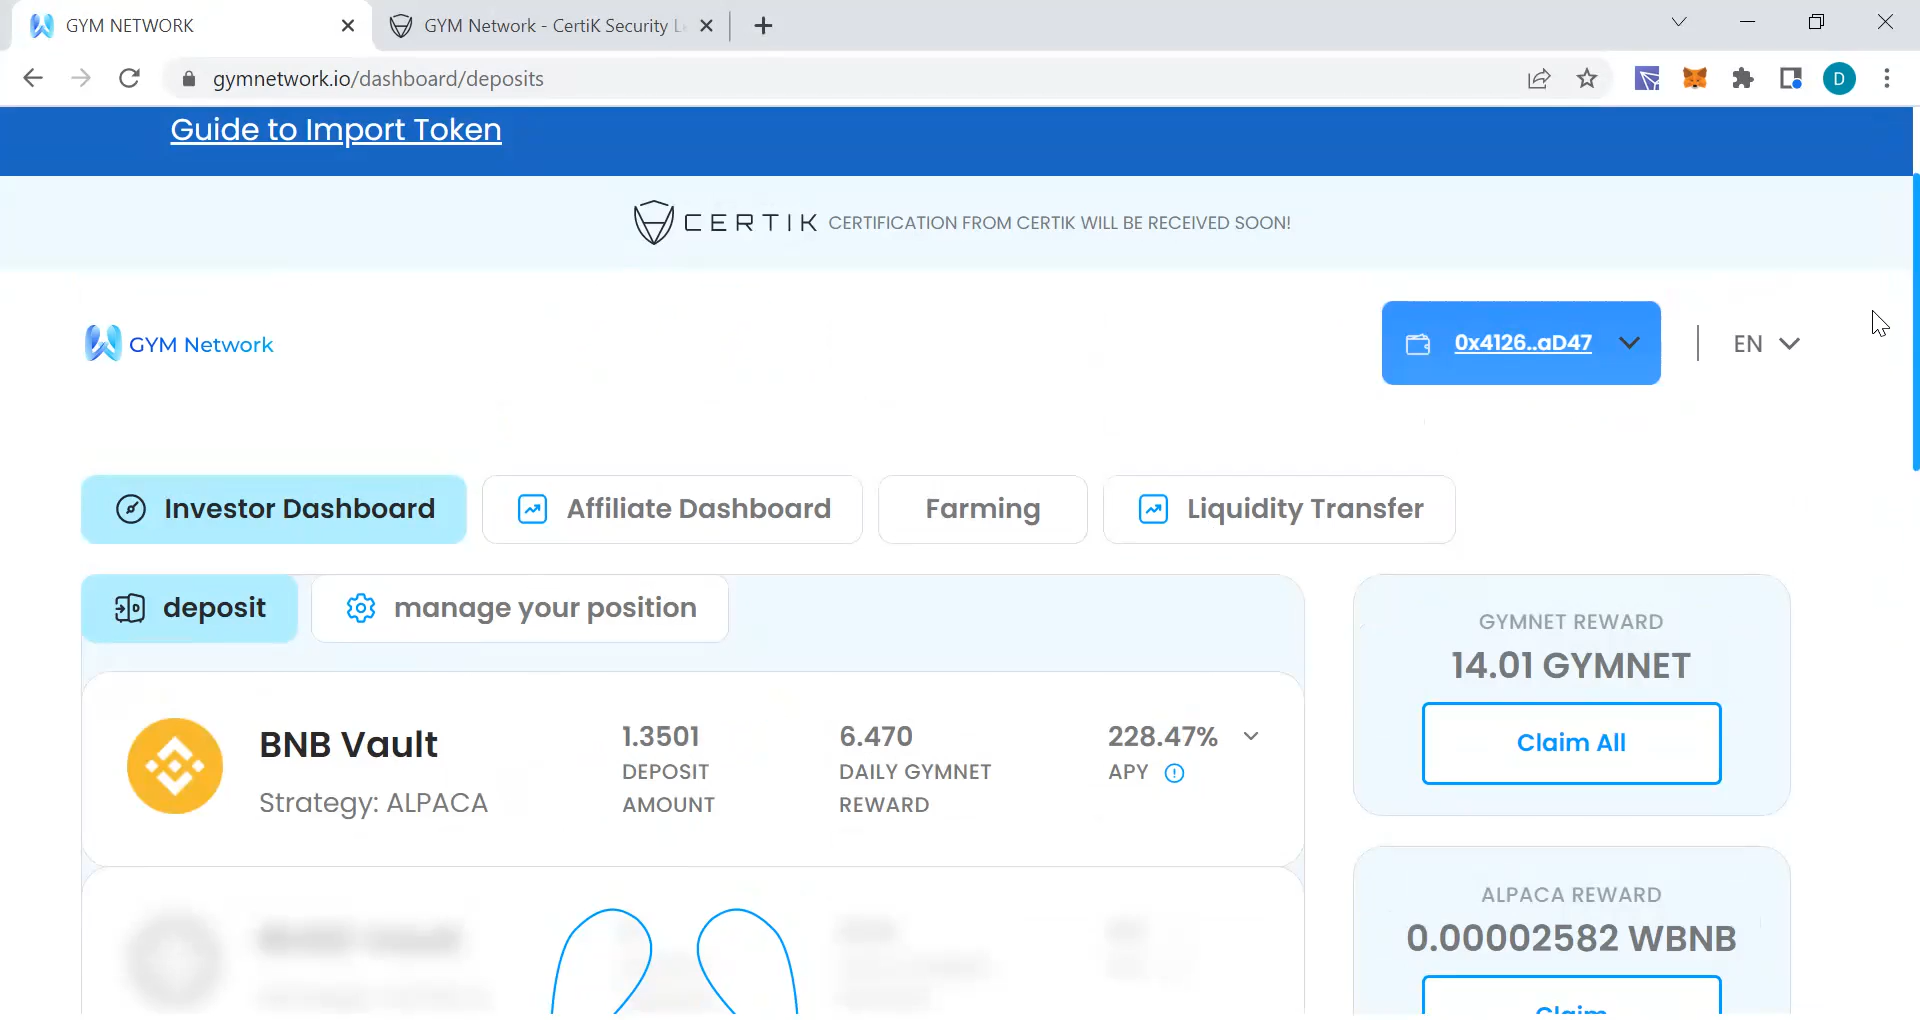 GYM NETWORK
GYM Network - CertiK Security L
gymnetwork.io/dashboard/deposits
D
Guide to Import Token
CERTIK CERTIFICATION FROM CERTIK WILL BE RECEIVED SOON!
GYM Network
0x4126..aD47
EN
Investor Dashboard
Affiliate Dashboard
Farming
Liquidity Transfer
deposit
manage your position
BNB Vault
Strategy: ALPACA
1.3501
DEPOSIT
AMOUNT
6.470
DAILY GYMNET
REWARD
228.47%
APY
GYMNET REWARD
14.01 GYMNET
Claim All
ALPACA REWARD
0.00002582 WBNB
Claim